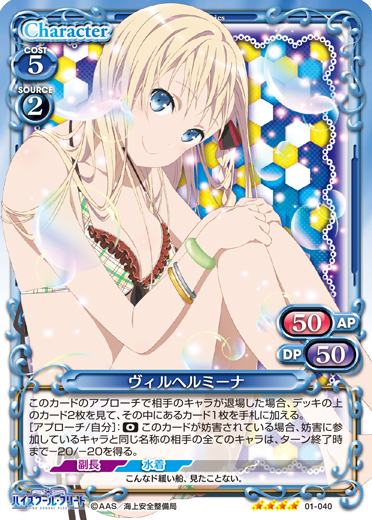 Character
COST
5
SOURCE
2
50 AP
DP 50
ヴィルヘルミーナ
このカードのアプローチで相手のキャラが退場した場合、デッキの上
のカード2枚を見て、その中にあるカード1枚を手札に加える。
[アプローチ/自分]:0 このカードが妨害されている場合、妨害に参
加しているキャラと同じ名称の相手の全てのキャラは、ターン終了時
まで-20/-20を得る。
副長 水着
こんなド緩い船、見たことない。
ハイスクール・フリート
©AAS/海上安全整備局
01-040